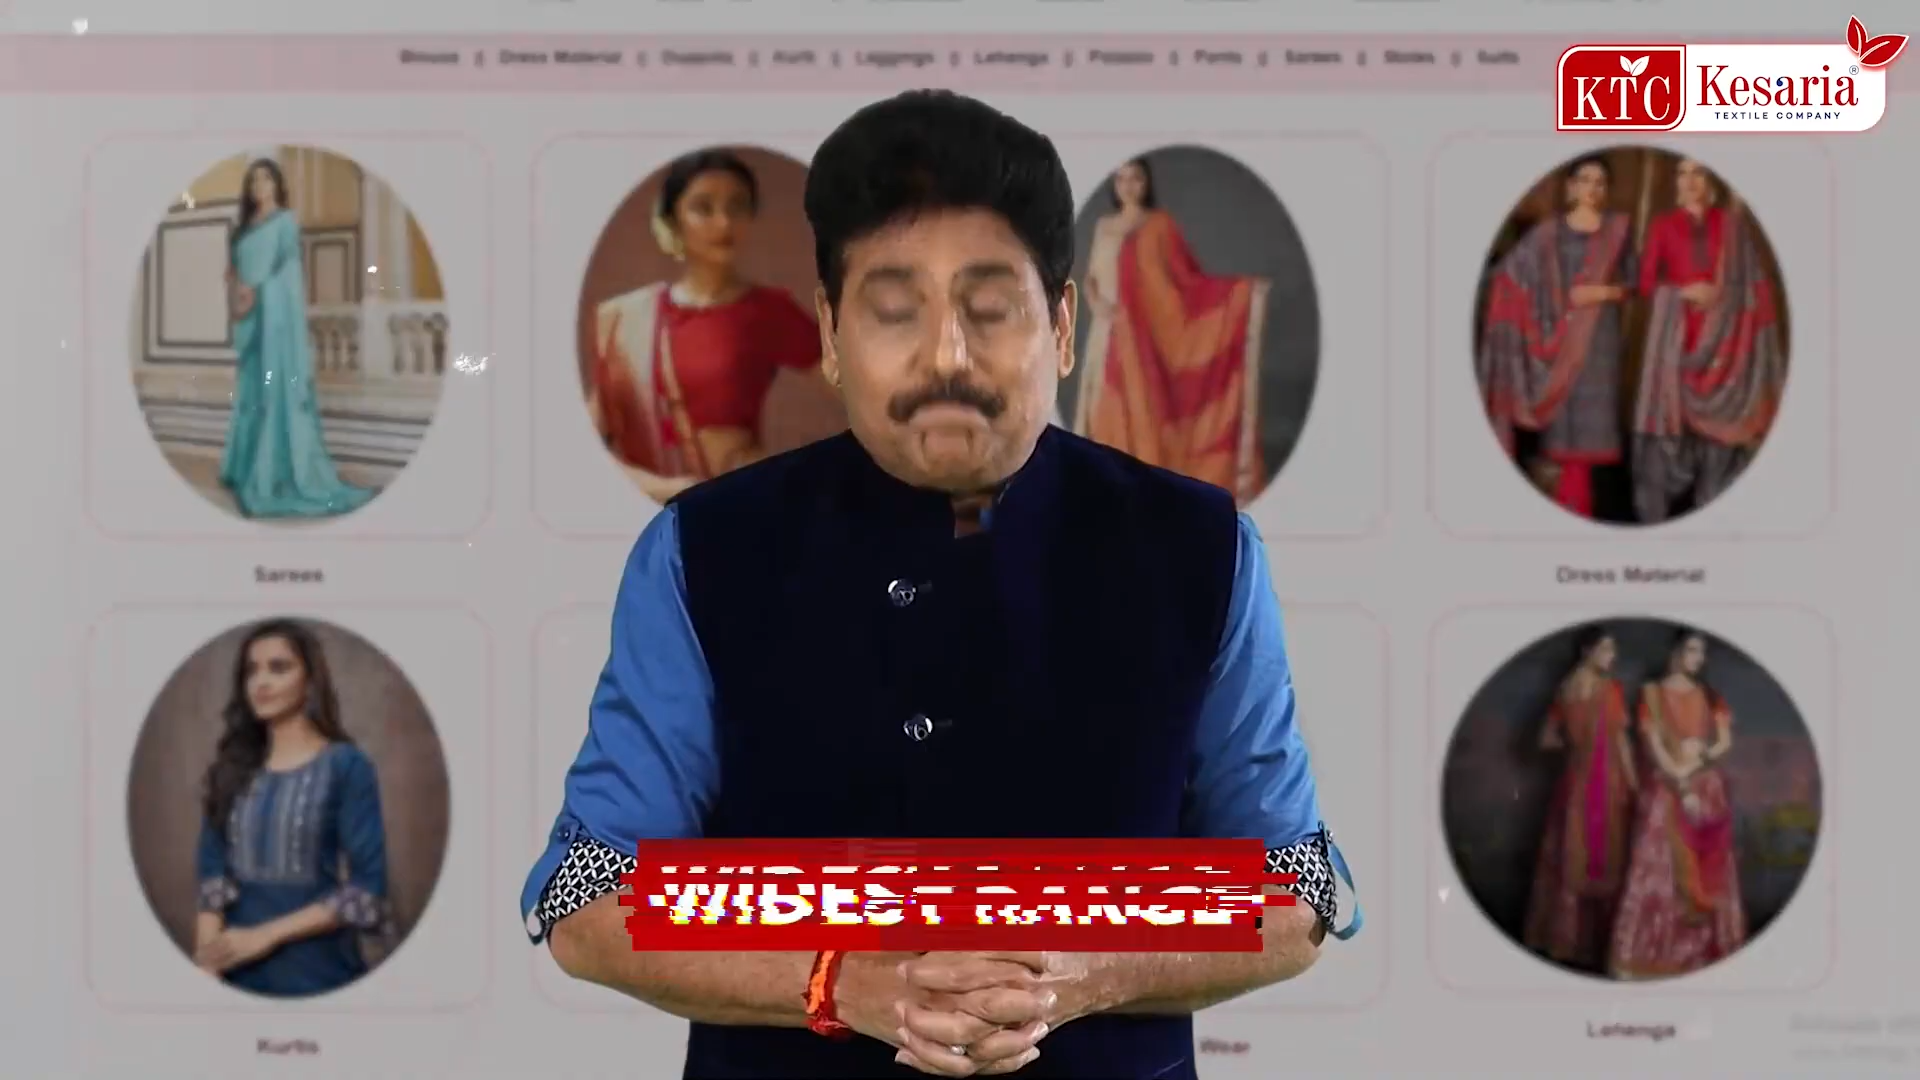 Blouse || Dress Material || Dupatta || Kurti || Leggings || Lehenga || Palazzo || Pants || Sarees || Stoles || Suits
KTC Kesaria®
TEXTILE COMPANY
Sarees
Dress Material
WIDEST RANGE
Kurtis
Wear
Lehenga